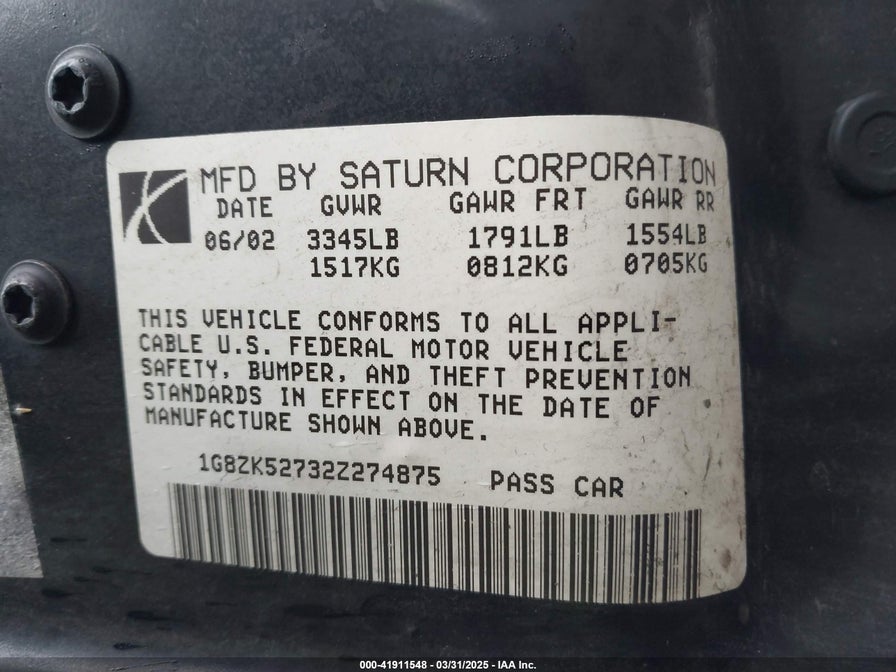 MFD BY SATURN CORPORATION
DATE GVWR GAWR FRT GAWR RR
06/02 3345LB 1791LB 1554LB
1517KG 0812KG 0705KG
THIS VEHICLE CONFORMS TO ALL APPLI-
CABLE U.S. FEDERAL MOTOR VEHICLE
SAFETY, BUMPER, AND THEFT PREVENTION
STANDARDS IN EFFECT ON THE DATE OF
MANUFACTURE SHOWN ABOVE.
1G8ZK52732Z274875 PASS CAR
000-41911548 - 03/31/2025 - IAA Inc.